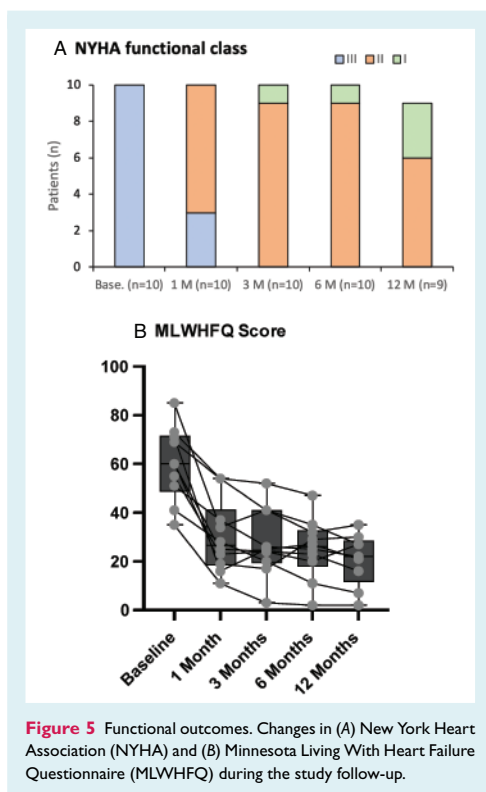 A NYHA functional class
III II I
Patients (n)
10
8
6
4
2
0
Base. (n=10) 1 M (n=10) 3 M (n=10) 6 M (n=10) 12 M (n=9)
B MLWHFQ Score
100
80
60
40
20
0
Baseline 1 Month 3 Months 6 Months 12 Months
Figure 5 Functional outcomes. Changes in (A) New York Heart
Association (NYHA) and (B) Minnesota Living With Heart Failure
Questionnaire (MLWHFQ) during the study follow-up.